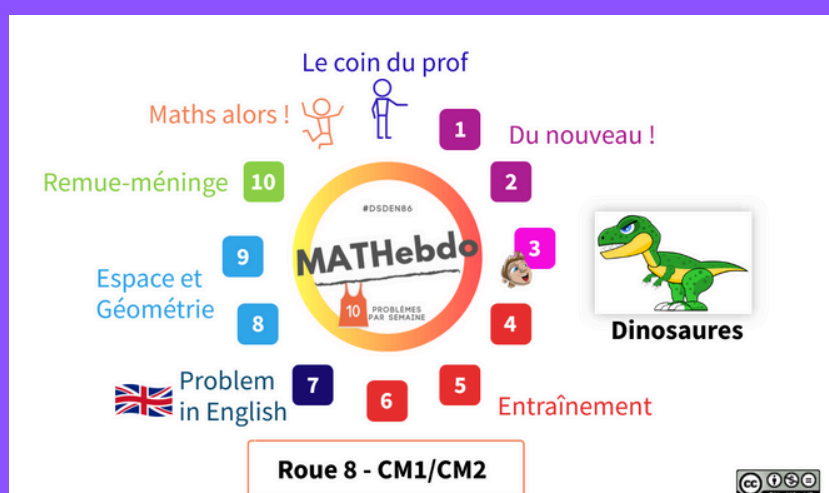 Le coin du prof
Maths alors !
1
Du nouveau !
Remue-méninge
10
2
#DSDEN86
MATHebdo
10
PROBLÈMES
PAR SEMAINE
9
3
Espace et
Géométrie
8
4
Dinosaures
Problem
in English
7
6
5
Entraînement
Roue 8 - CM1/CM2
cc